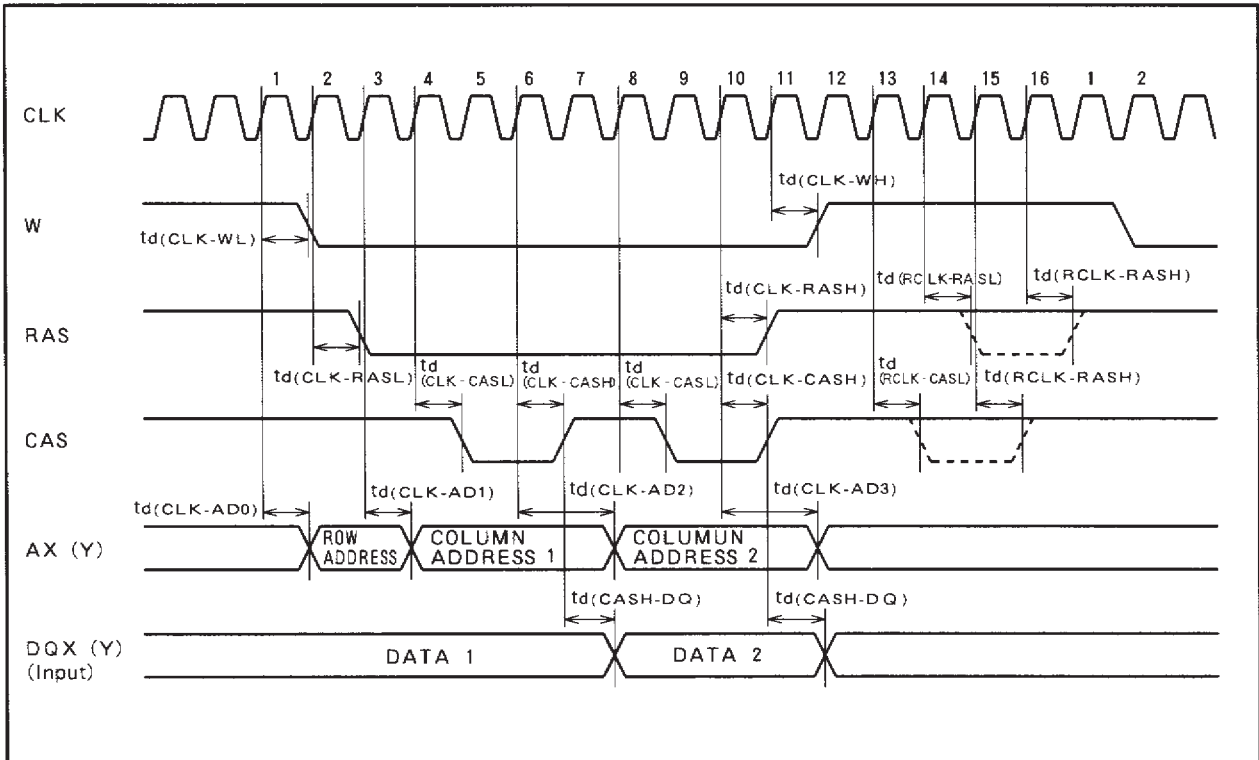 1 2 3 4 5 6 7 8 9 10 11 12 13 14 15 16 1 2
CLK
td(CLK-WH)
W
td(CLK-WL)
td(RCLK-RASL)
td(RCLK-RASH)
td(CLK-RASH)
RAS
td(CLK-RASL)
td
(CLK-CASL)
td
(CLK-CASH)
td
(CLK-CASL)
td(CLK-CASH)
td
(RCLK-CASL)
td(RCLK-RASH)
CAS
td(CLK-AD0)
td(CLK-AD1)
td(CLK-AD2)
td(CLK-AD3)
AX (Y)
ROW
ADDRESS
COLUMN
ADDRESS 1
COLUMUN
ADDRESS 2
td(CASH-DQ)
td(CASH-DQ)
DQX (Y)
(Input)
DATA 1
DATA 2